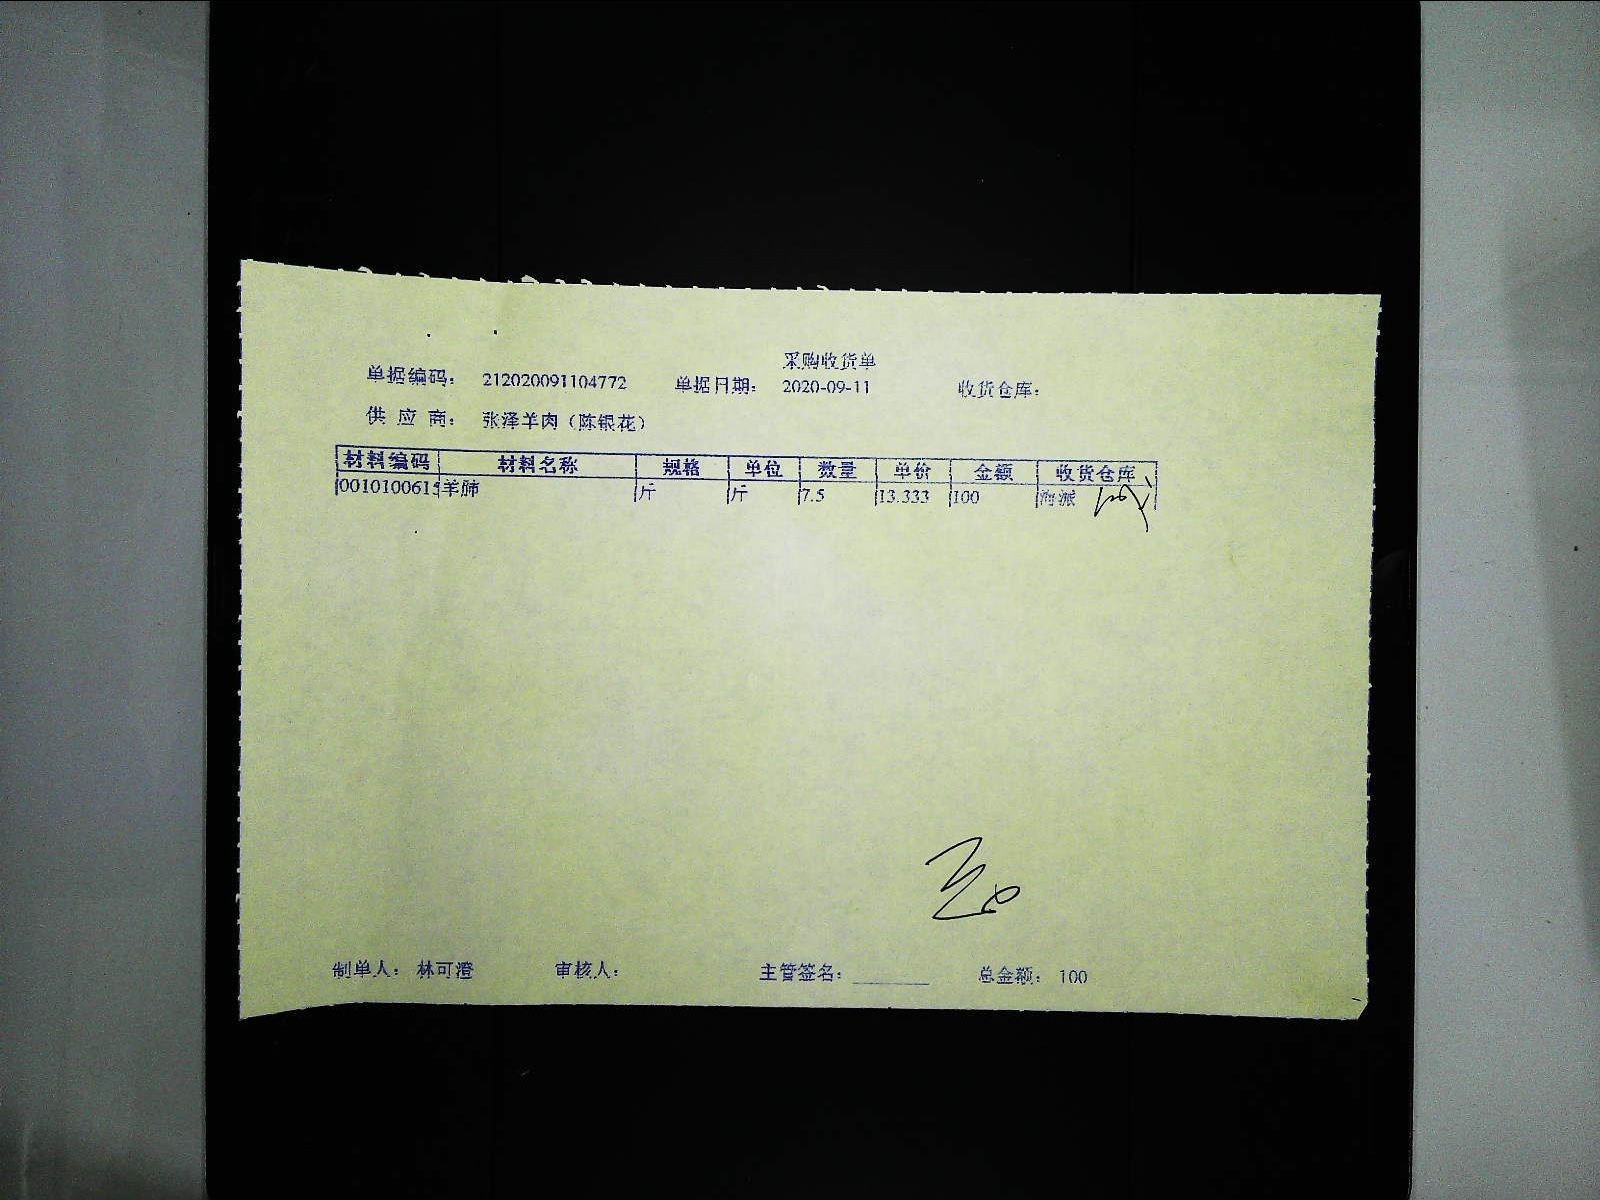 采购收货单
单据编码： 212020091104772 单据日期： 2020-09-11 收货仓库：
供 应 商： 张泽羊肉（陈银花）
材料编码 材料名称 规格 单位 数量 单价 金额 收货仓库
0010100615 羊肺 斤 斤 7.5 13.333 100 海派
制单人： 林可澄 审核人： 主管签名： 总金额： 100